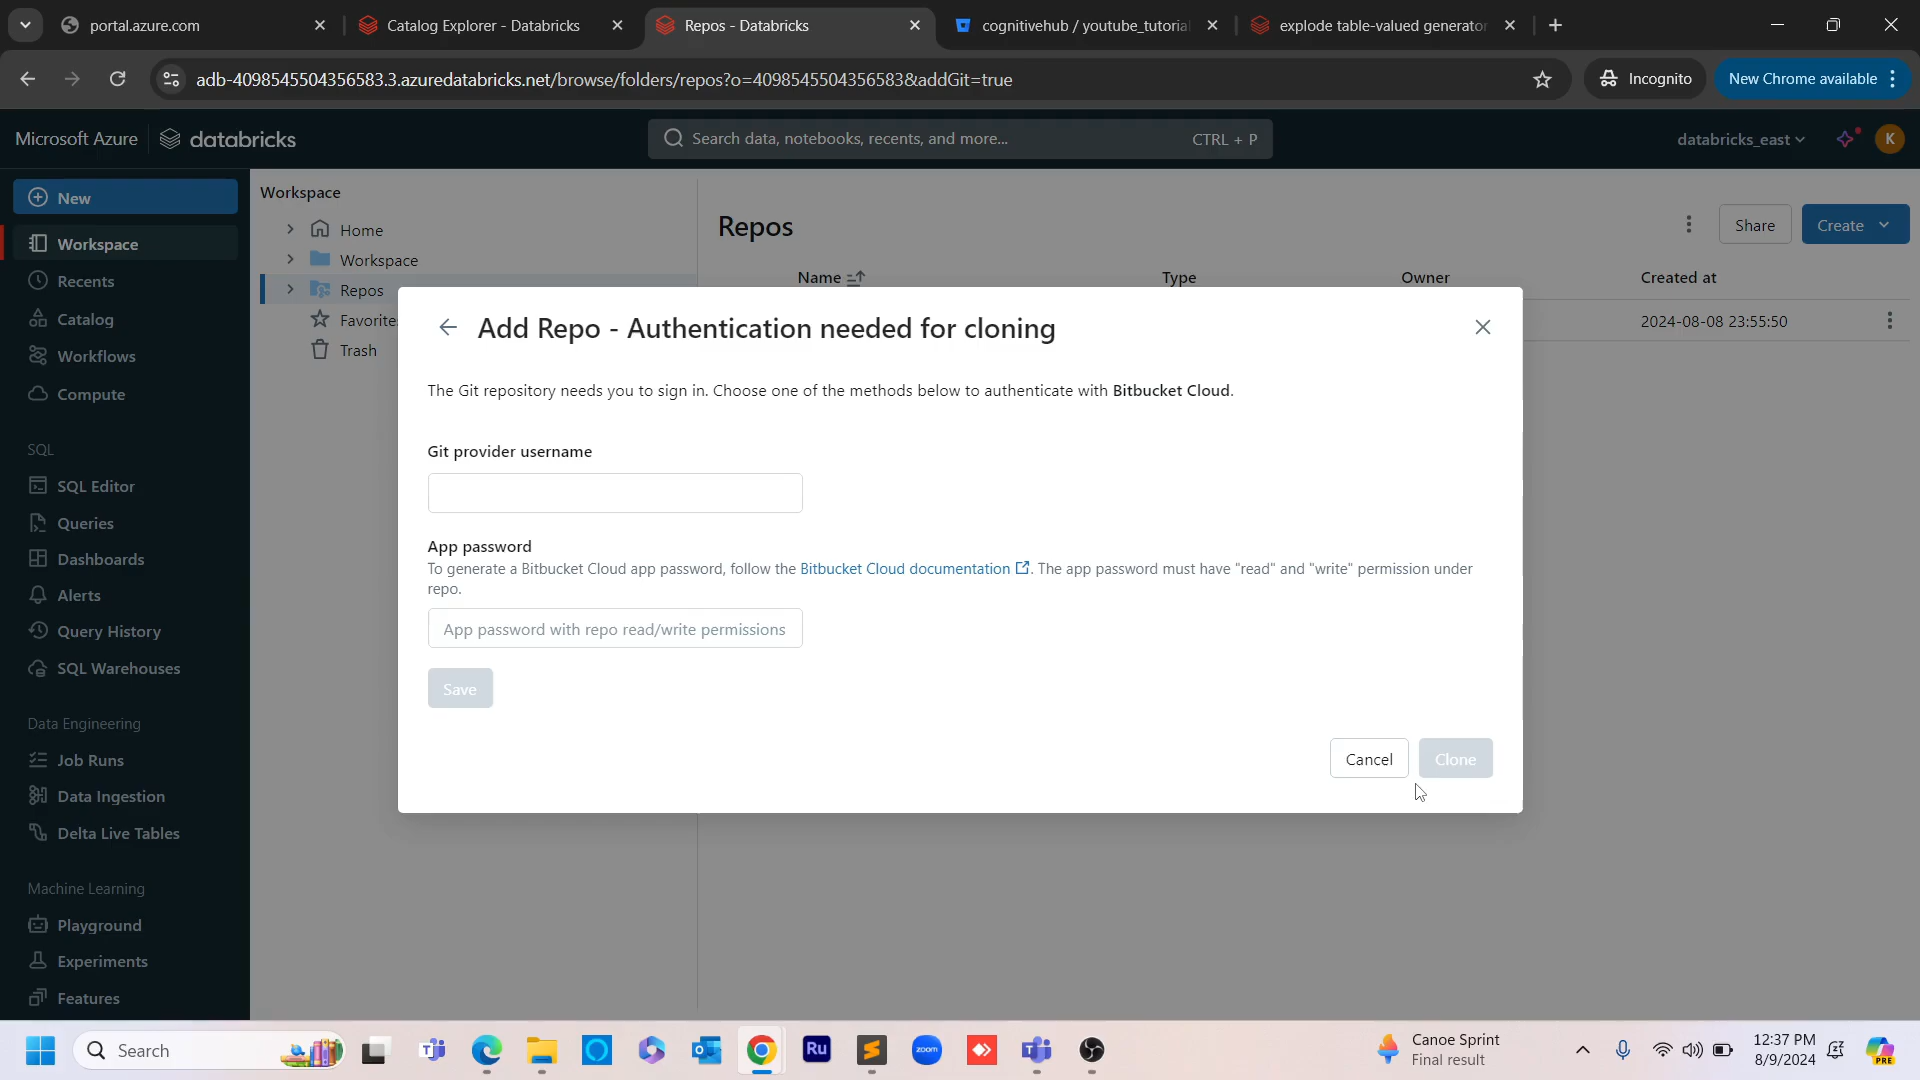 portal.azure.com
Catalog Explorer - Databricks
Repos - Databricks
cognitivehub / youtube_tutorial
explode table-valued generator
adb-4098545504356583.3.azuredatabricks.net/browse/folders/repos?o=4098545504356583&addGit=true
Incognito
New Chrome available
Microsoft Azure
databricks
Search data, notebooks, recents, and more...
CTRL + P
databricks_east
K
New
Workspace
Recents
Catalog
Workflows
Compute
SQL
SQL Editor
Queries
Dashboards
Alerts
Query History
SQL Warehouses
Data Engineering
Job Runs
Data Ingestion
Delta Live Tables
Machine Learning
Playground
Experiments
Features
Workspace
Home
Workspace
Repos
Favorite
Trash
Repos
Share
Create
Name
Type
Owner
Created at
2024-08-08 23:55:50
Add Repo - Authentication needed for cloning
The Git repository needs you to sign in. Choose one of the methods below to authenticate with Bitbucket Cloud.
Git provider username
App password
To generate a Bitbucket Cloud app password, follow the Bitbucket Cloud documentation. The app password must have "read" and "write" permission under
repo.
App password with repo read/write permissions
Save
Cancel
Clone
Search
Ru
zoom
Canoe Sprint
Final result
12:37 PM
8/9/2024
PRE